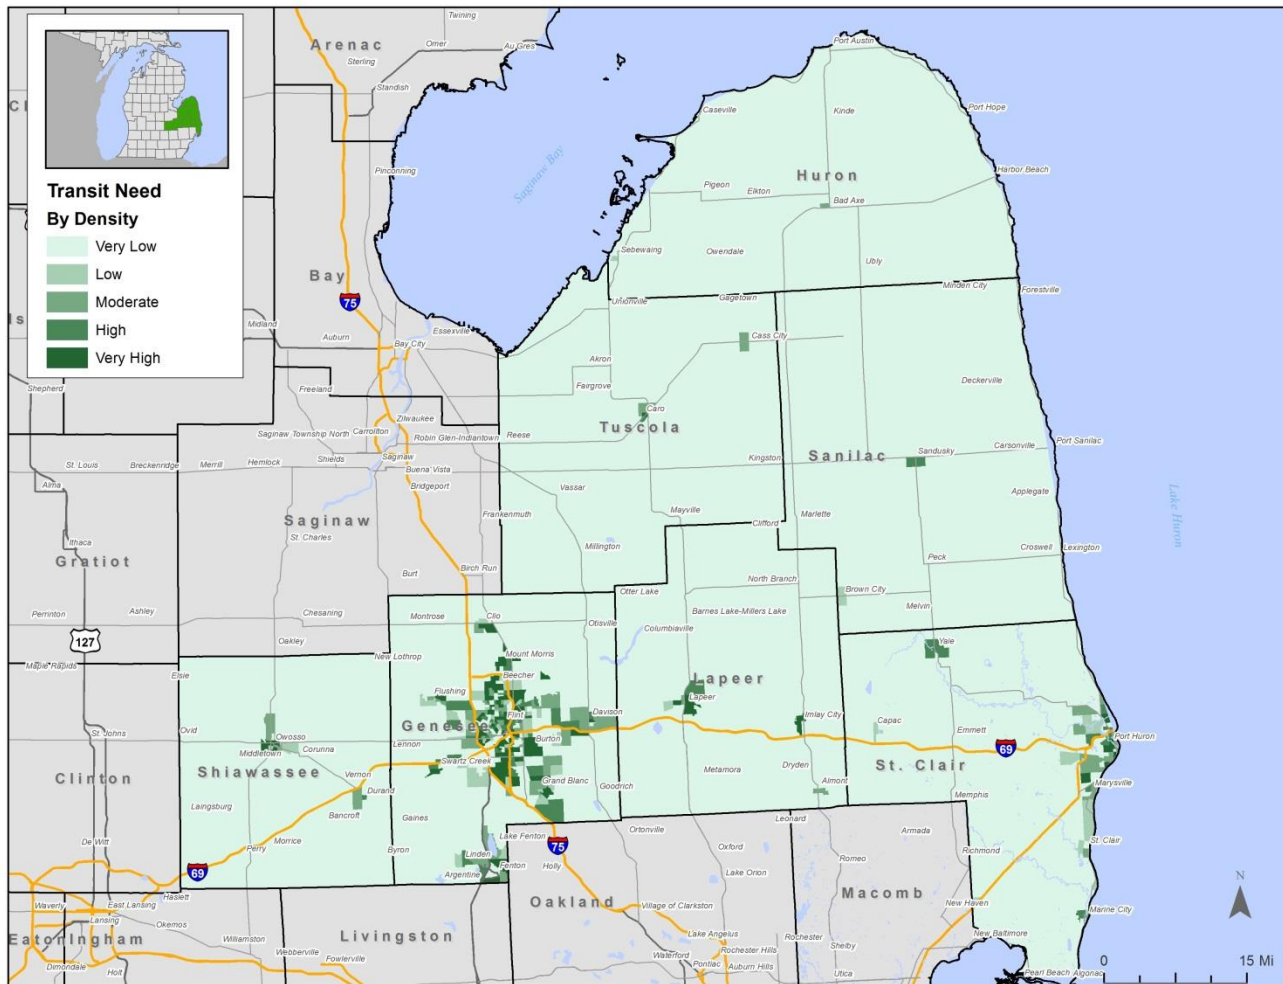 Twining
Arenac
Omer
Au Gres
Sterling
Standish
Port Austin
Caseville
Kinde
Port Hope
Pinconning
Saginaw Bay
Huron
Harbor Beach
Pigeon
Elkton
Bad Axe
Transit Need
By Density
Very Low
Low
Moderate
High
Very High
Sebewaing
Owendale
Ubly
Bay
75
Unionville
Gagetown
Minden City
Forestville
Midland
Auburn
Essexville
Bay City
Cass City
Akron
Fairgrove
Deckerville
Shepherd
Freeland
Zilwaukee
Carrollton
Saginaw Township North
Robin Glen-Indiantown
Reese
Caro
Tuscola
Sanilac
Carsonville
Port Sanilac
St. Louis
Breckenridge
Merrill
Hemlock
Shields
Saginaw
Buena Vista
Bridgeport
Kingston
Sandusky
Alma
Vassar
Applegate
Lake Huron
Saginaw
Frankenmuth
Mayville
Marlette
Clifford
St. Charles
Ithaca
Gratiot
Millington
Peck
Croswell
Lexington
Burt
Birch Run
North Branch
Brown City
Otter Lake
Melvin
Perrinton
Ashley
Chesaning
Montrose
Clio
Otisville
Barnes Lake-Millers Lake
Columbiaville
127
Oakley
Yale
Maple Rapids
Elsie
New Lothrop
Mount Morris
Beecher
Lapeer
Flushing
Lapeer
Genesee
Flint
Davison
Imlay City
Capac
Emmett
Ovid
St. Johns
Owosso
Middletown
Corunna
Lennon
Burton
69
Port Huron
Clinton
Shiawassee
Vernon
Swartz Creek
Grand Blanc
Goodrich
Metamora
Dryden
Almont
St. Clair
Memphis
Marysville
Durand
Laingsburg
Bancroft
Gaines
De Witt
Perry
Morrice
Byron
Lake Fenton
75
Ortonville
Leonard
Armada
Richmond
St. Clair
Linden
Fenton
Holly
Oxford
Romeo
69
Argentine
Lake Orion
Haslett
East Lansing
Waverly
Lansing
Okemos
Oakland
Village of Clarkston
Macomb
New Haven
Marine City
N
Eaton
Ingham
Williamston
Webberville
Fowlerville
Livingston
Lake Angelus
Rochester
Rochester Hills
Shelby
New Baltimore
Dimondale
Holt
Waterford
Pontiac
Auburn Hills
Utica
Pearl Beach
Algonac
0
15 Mi